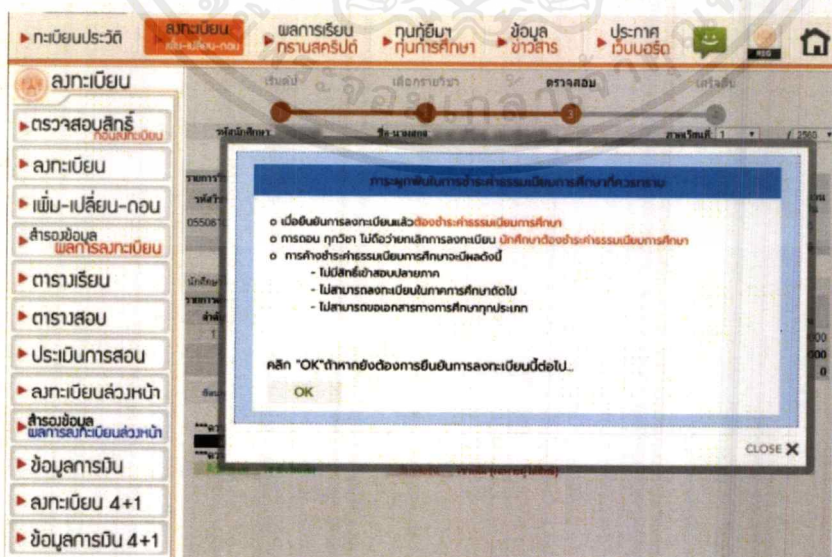 ทะเบียนประวัติ
ลงทะเบียน
เพิ่ม-เปลี่ยน-ถอน
ผลการเรียน
ทรานสคริปต์
ทุนกู้ยืมฯ
ทุนการศึกษา
ข้อมูล
ข่าวสาร
ประกาศ
เว็บบอร์ด
REG
ลงทะเบียน
เริ่มต้น
เลือกรายวิชา
ตรวจสอบ
เสร็จสิ้น
3
ตรวจสอบสิทธิ์
ก่อนลงทะเบียน
ลงทะเบียน
เพิ่ม-เปลี่ยน-ถอน
สำรองข้อมูล
ผลการลงทะเบียน
ตารางเรียน
ตารางสอบ
ประเมินการสอน
ลงทะเบียนล่วงหน้า
สำรองข้อมูล
ผลการลงทะเบียนล่วงหน้า
ข้อมูลการเงิน
ลงทะเบียน 4+1
ข้อมูลการเงิน 4+1
รหัสนักศึกษา
ชื่อ-นามสกุล
ภาคเรียนที่ 1 / 2560
ภาระผูกพันในการชำระค่าธรรมเนียมการศึกษาที่ควรทราบ
o เมื่อยืนยันการลงทะเบียนแล้วต้องชำระค่าธรรมเนียมการศึกษา
o การถอน ทุกวิชา ไม่ถือว่ายกเลิกการลงทะเบียน นักศึกษาต้องชำระค่าธรรมเนียมการศึกษา
o การค้างชำระค่าธรรมเนียมการศึกษาจะมีผลดังนี้
- ไม่มีสิทธิ์เข้าสอบปลายภาค
- ไม่สามารถลงทะเบียนในภาคการศึกษาถัดไป
- ไม่สามารถขอเอกสารทางการศึกษาทุกประเภท
คลิก "OK"ถ้าหากยังต้องการยืนยันการลงทะเบียนนี้ต่อไป...
OK
CLOSE X